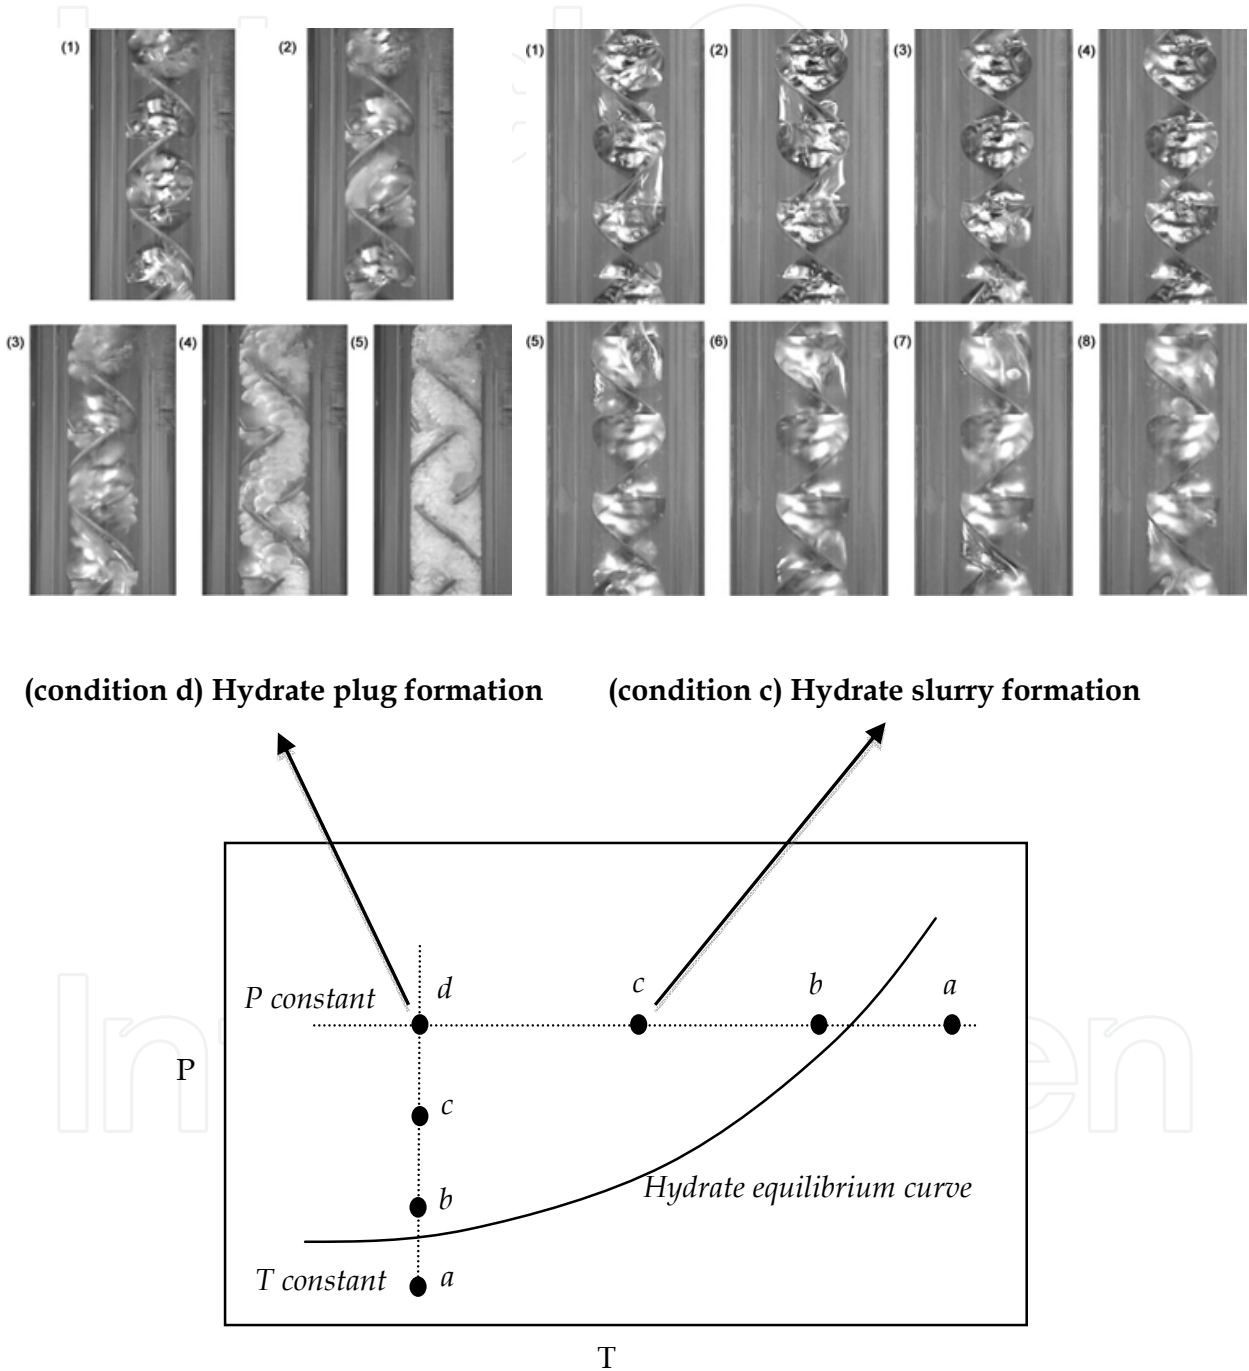 (1) (2) (1) (2) (3) (4)
(3) (4) (5) (5) (6) (7) (8)
(condition d) Hydrate plug formation (condition c) Hydrate slurry formation
d c b a
P constant
P
c
b
Hydrate equilibrium curve
T constant a
T